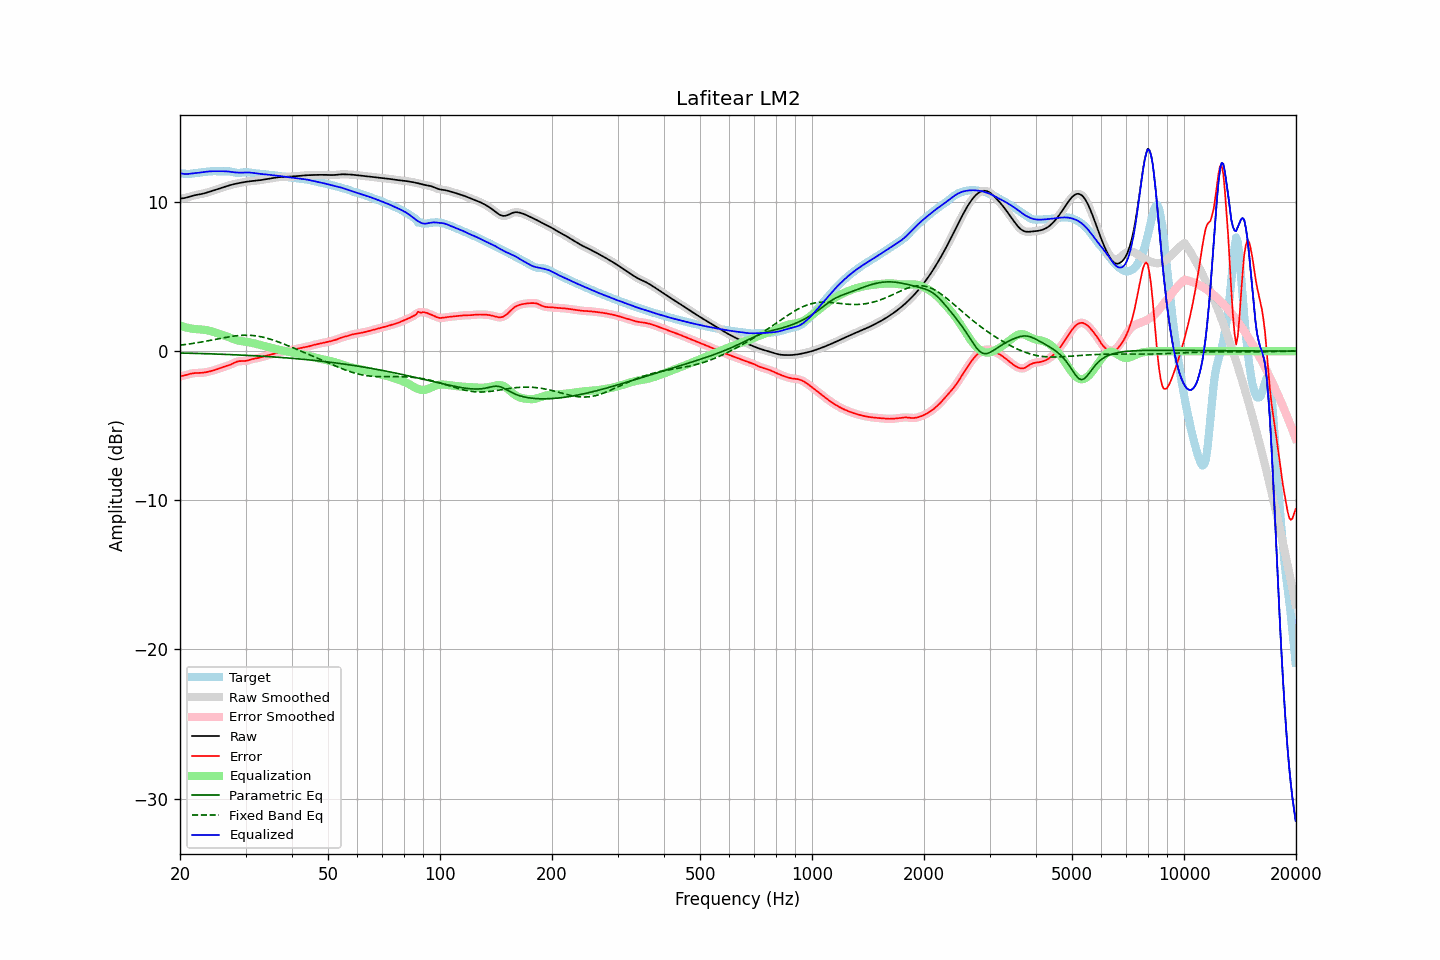 Lafitear LM2
Amplitude (dBr)
10
0
−10
−20
−30
Target
Raw Smoothed
Error Smoothed
Raw
Error
Equalization
Parametric Eq
Fixed Band Eq
Equalized
20 50 100 200 500 1000 2000 5000 10000 20000
Frequency (Hz)